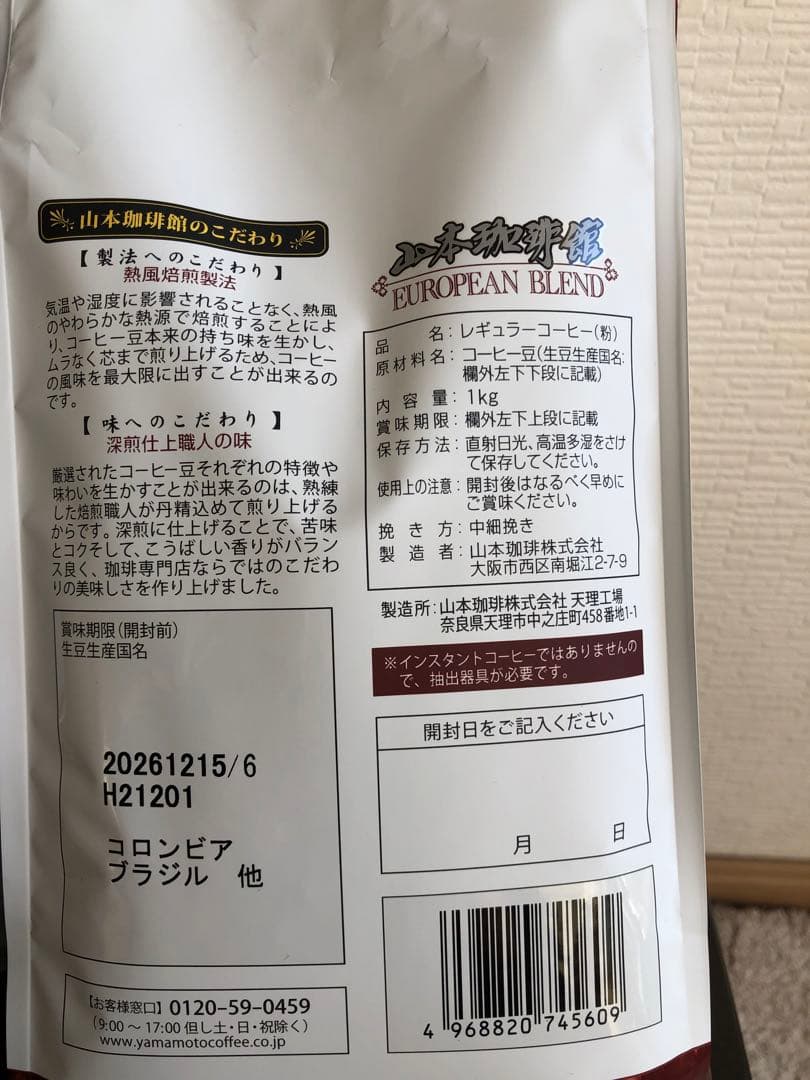 山本珈琲館のこだわり
【製法へのこだわり】
熱風焙煎製法
気温や湿度に影響されることなく、熱風
のやわらかな熱源で焙煎することによ
り、コーヒー豆本来の持ち味を生かし、
ムラなく芯まで煎り上げるため、コーヒー
の風味を最大限に出すことが出来るの
です。
【味へのこだわり】
深煎仕上職人の味
厳選されたコーヒー豆それぞれの特徴や
味わいを生かすことが出来るのは、熟練
した焙煎職人が丹精込めて煎り上げる
からです。深煎に仕上げることで、苦味
とコクそして、こうばしい香りがバラン
ス良く、珈琲専門店ならではのこだわ
りの美味しさを作り上げました。
賞味期限(開封前)
生豆生産国名
20261215/6
H21201
コロンビア
ブラジル 他
【お客様窓口】0120-59-0459
(9:00～17:00 但し土・日・祝除く)
www.yamamotocoffee.co.jp
山本珈琲館
EUROPEAN BLEND
品名:レギュラーコーヒー(粉)
原材料名:コーヒー豆(生豆生産国名:
欄外左下下段に記載)
内容量:1kg
賞味期限:欄外左下上段に記載
保存方法:直射日光、高温多湿をさけ
て保存してください。
使用上の注意:開封後はなるべく早めに
ご賞味ください。
挽き方:中細挽き
製造者:山本珈琲株式会社
大阪市西区南堀江2-7-9
製造所:山本珈琲株式会社 天理工場
奈良県天理市中之庄町458番地1-1
※インスタントコーヒーではありませんの
で、抽出器具が必要です。
開封日をご記入ください
月 日
4 968820 745609